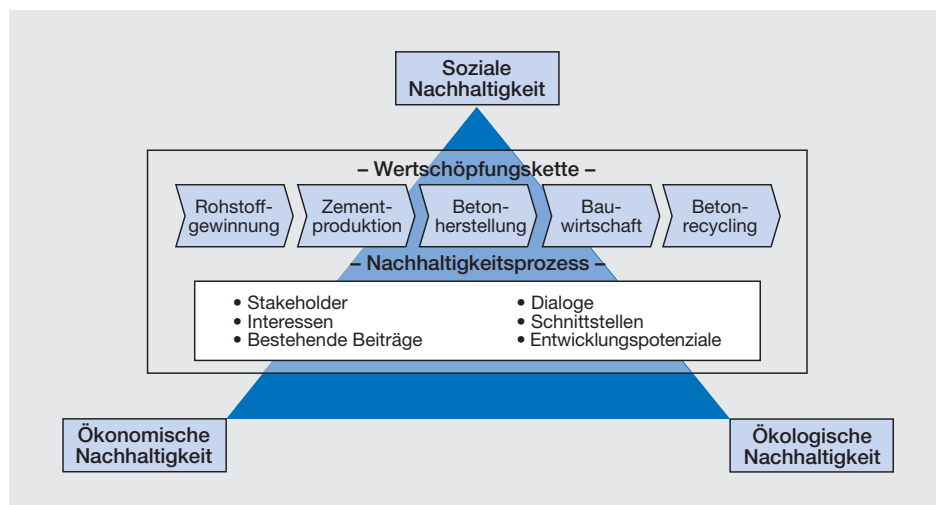 Soziale
Nachhaltigkeit
– Wertschöpfungskette –
Rohstoff-
gewinnung
Zement-
produktion
Beton-
herstellung
Bau-
wirtschaft
Beton-
recycling
– Nachhaltigkeitsprozess –
• Stakeholder
• Interessen
• Bestehende Beiträge
• Dialoge
• Schnittstellen
• Entwicklungspotenziale
Ökonomische
Nachhaltigkeit
Ökologische
Nachhaltigkeit